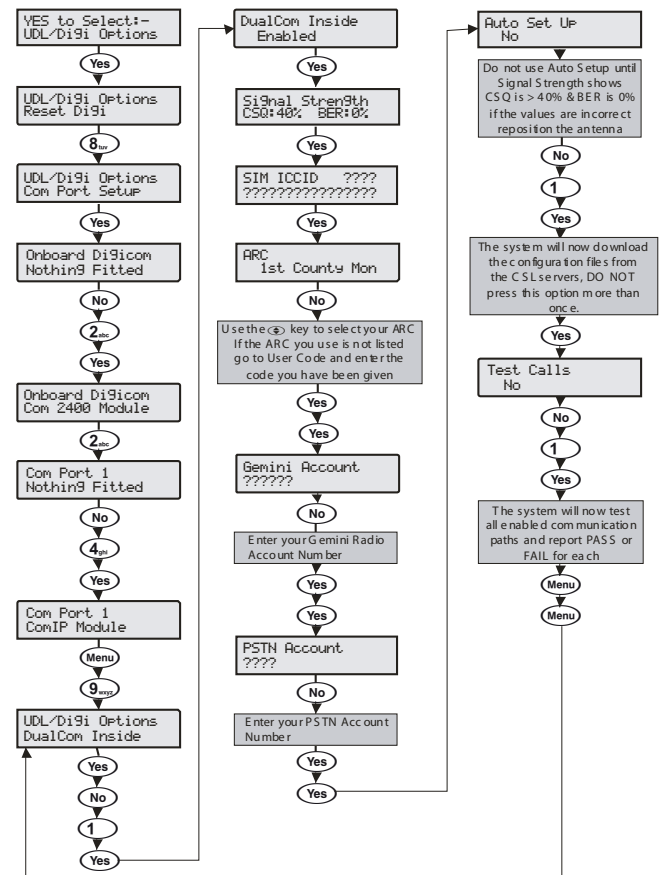 YES to Select:-
UDL/Digi Options
Yes
UDL/Digi Options
Reset Digi
8tuv
UDL/Digi Options
Com Port Setup
Yes
Onboard Digicom
Nothing Fitted
No
2abc
Yes
Onboard Digicom
Com 2400 Module
2abc
Com Port 1
Nothing Fitted
No
4ghi
Yes
Com Port 1
ComIP Module
Menu
9wxyz
UDL/Digi Options
DualCom Inside
Yes
No
1
Yes
DualCom Inside
Enabled
Yes
Signal Strength
CSQ:40% BER:0%
Yes
SIM ICCID ????
????????????????
Yes
ARC
1st County Mon
No
Use the key to select your ARC
If the ARC you use is not listed
go to User Code and enter the
code you have been given
Yes
Yes
Gemini Account
??????
No
Enter your Gemini Radio
Account Number
Yes
Yes
PSTN Account
????
No
Enter your PSTN Account
Number
Yes
Yes
Auto Set Up
No
Do not use Auto Setup until
Signal Strength shows
CSQ is > 40% & BER is 0%
if the values are incorrect
reposition the antenna
No
1
Yes
The system will now download
the configuration files from
the CSL servers, DO NOT
press this option more than
once.
Yes
Test Calls
No
No
1
Yes
The system will now test
all enabled communication
paths and report PASS or
FAIL for each
Menu
Menu